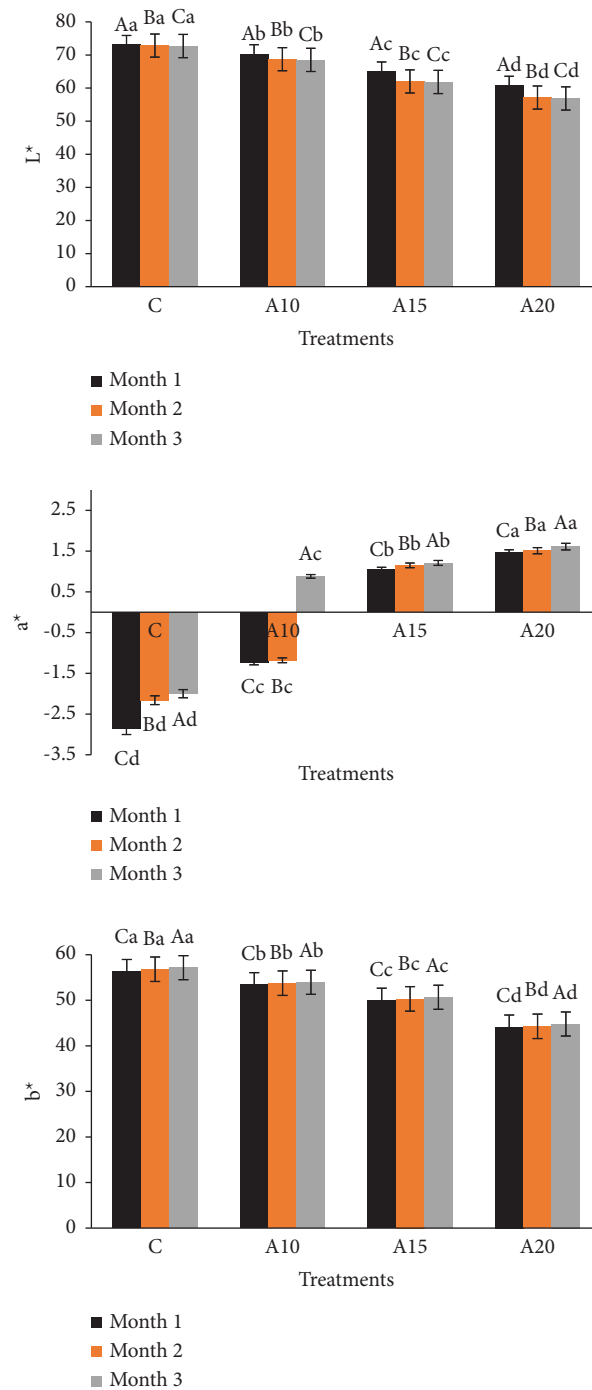 80
70
60
50
40
30
20
10
0
L*
Aa Ba Ca
Ab Bb Cb
Ac Bc Cc
Ad Bd Cd
C A10 A15 A20
Treatments
Month 1
Month 2
Month 3
2.5
1.5
0.5
-0.5
-1.5
-2.5
-3.5
a*
Cd Bd Ad
Cc Bc Ac
Cb Bb Ab
Ca Ba Aa
C A10 A15 A20
Treatments
Month 1
Month 2
Month 3
60
50
40
30
20
10
0
b*
Ca Ba Aa
Cb Bb Ab
Cc Bc Ac
Cd Bd Ad
C A10 A15 A20
Treatments
Month 1
Month 2
Month 3